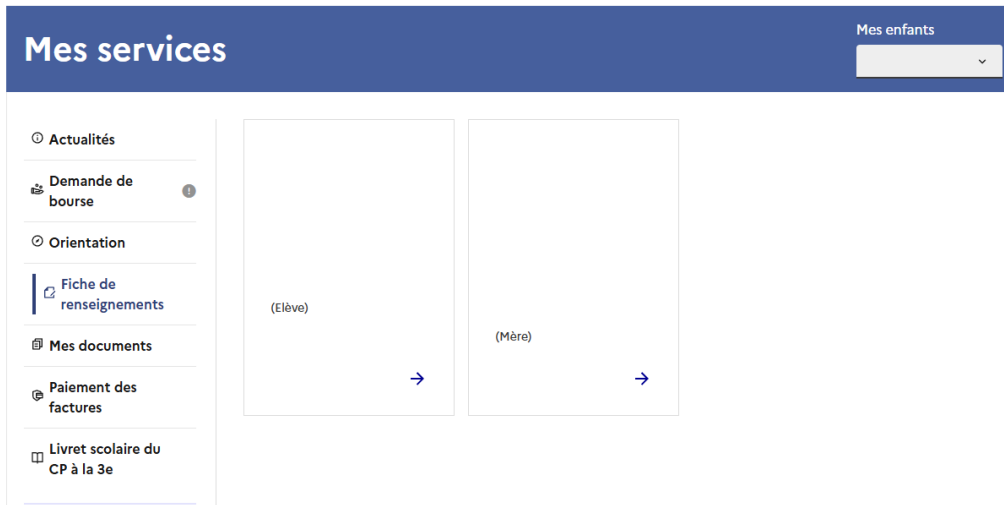 Mes services
Mes enfants
Actualités
Demande de
bourse
Orientation
Fiche de
renseignements
Mes documents
Paiement des
factures
Livret scolaire du
CP à la 3e
(Elève)
(Mère)